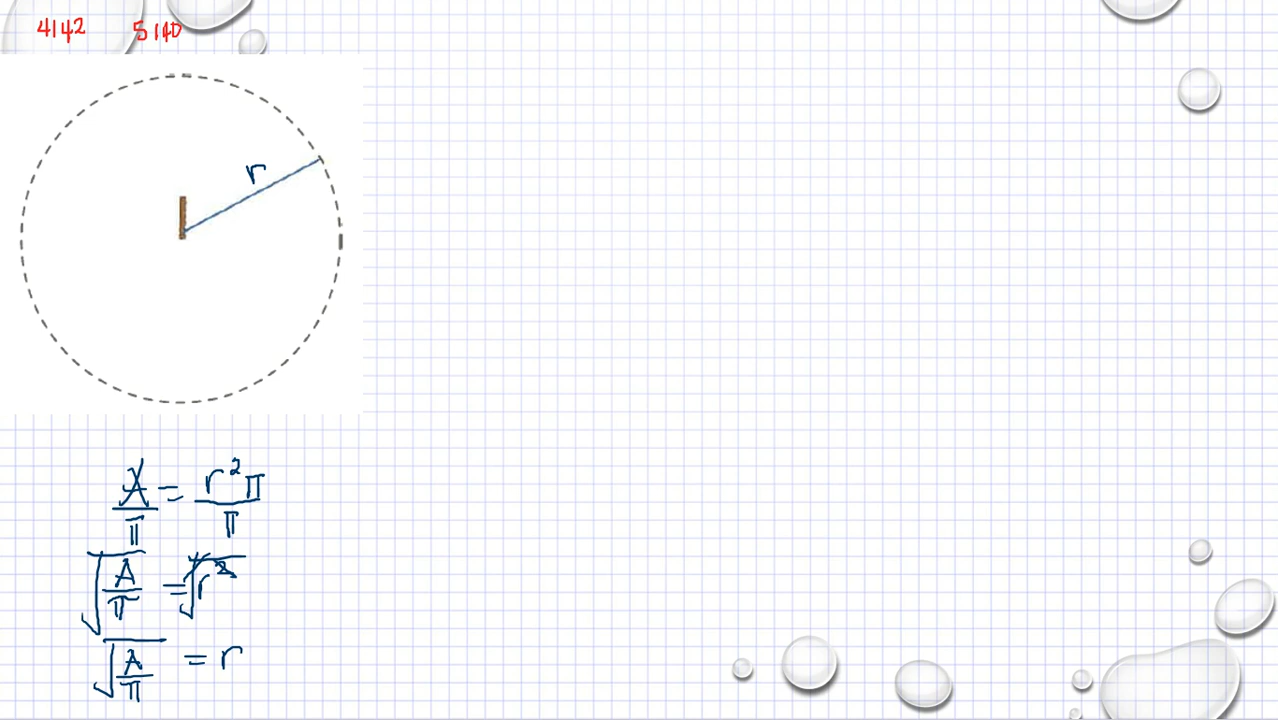 4142 5140
r
A/π = r²π/π
√(A/π) = √r²
√(A/π) = r